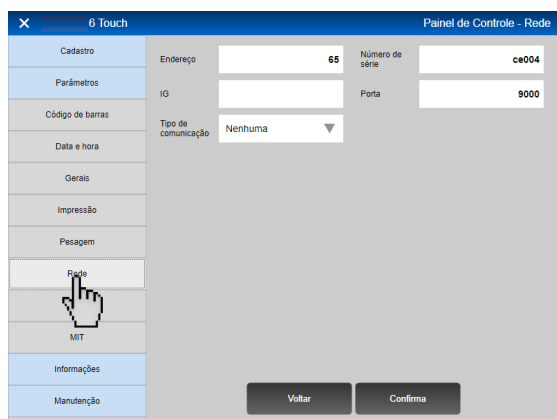 6 Touch
Painel de Controle - Rede
Cadastro
Parâmetros
Código de barras
Data e hora
Gerais
Impressão
Pesagem
Rede
MIT
Informações
Manutenção
Endereço
65
Número de
série
ce004
IG
Porta
9000
Tipo de
comunicação
Nenhuma
Voltar
Confirma